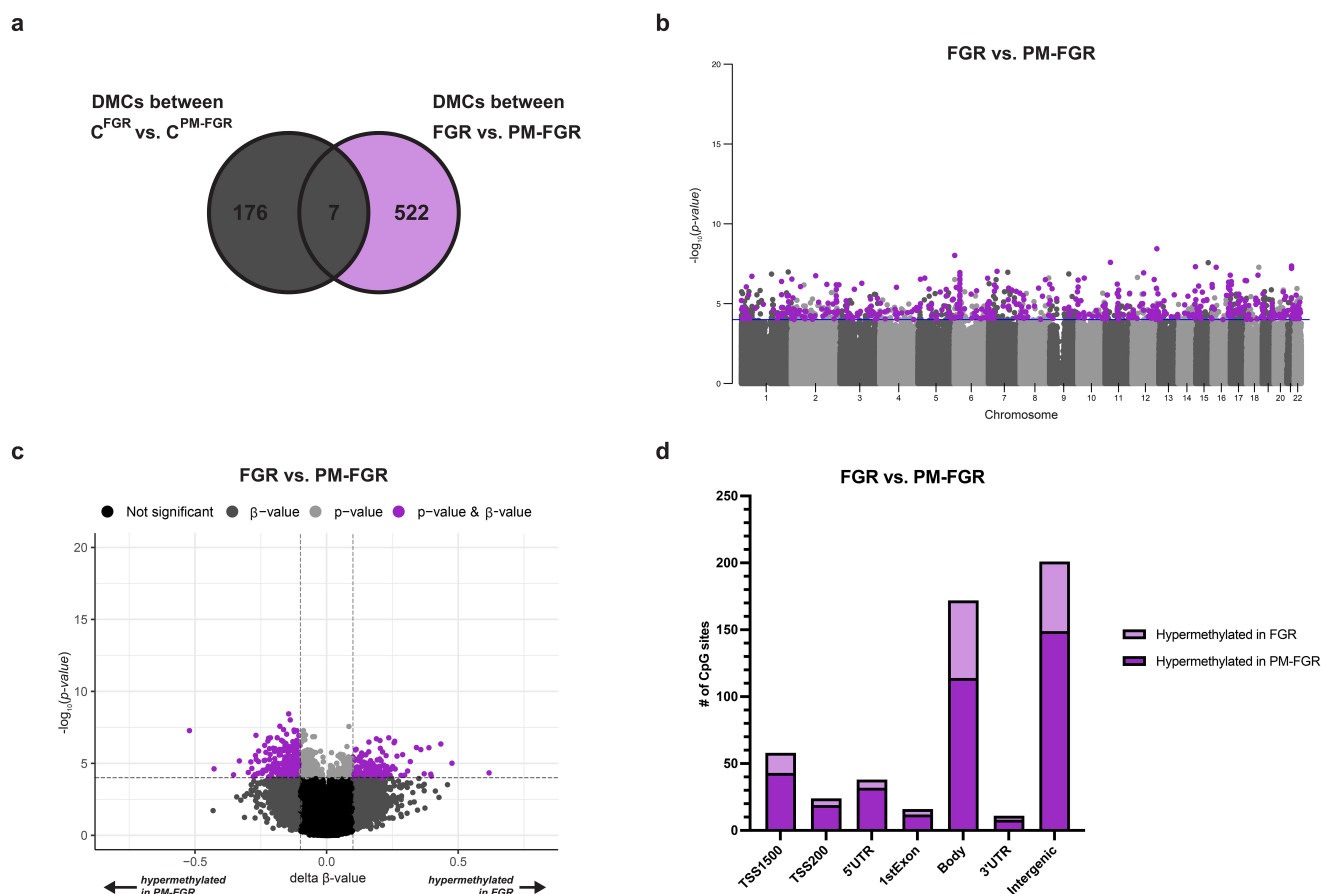 a
DMCs between
C^FGR vs. C^PM-FGR
DMCs between
FGR vs. PM-FGR
176
7
522
b
FGR vs. PM-FGR
20
15
10
5
0
-log₁₀(p-value)
1 2 3 4 5 6 7 8 9 10 11 12 13 14 15 16 17 18 20 22
Chromosome
c
FGR vs. PM-FGR
Not significant β−value p−value p−value & β−value
20
15
10
5
0
-log₁₀(p-value)
−0.5 0.0 0.5
delta β-value
hypermethylated
in PM-FGR
hypermethylated
in FGR
d
FGR vs. PM-FGR
250
200
150
100
50
0
# of CpG sites
TSS1500
TSS200
5'UTR
1stExon
Body
3'UTR
Intergenic
Hypermethylated in FGR
Hypermethylated in PM-FGR